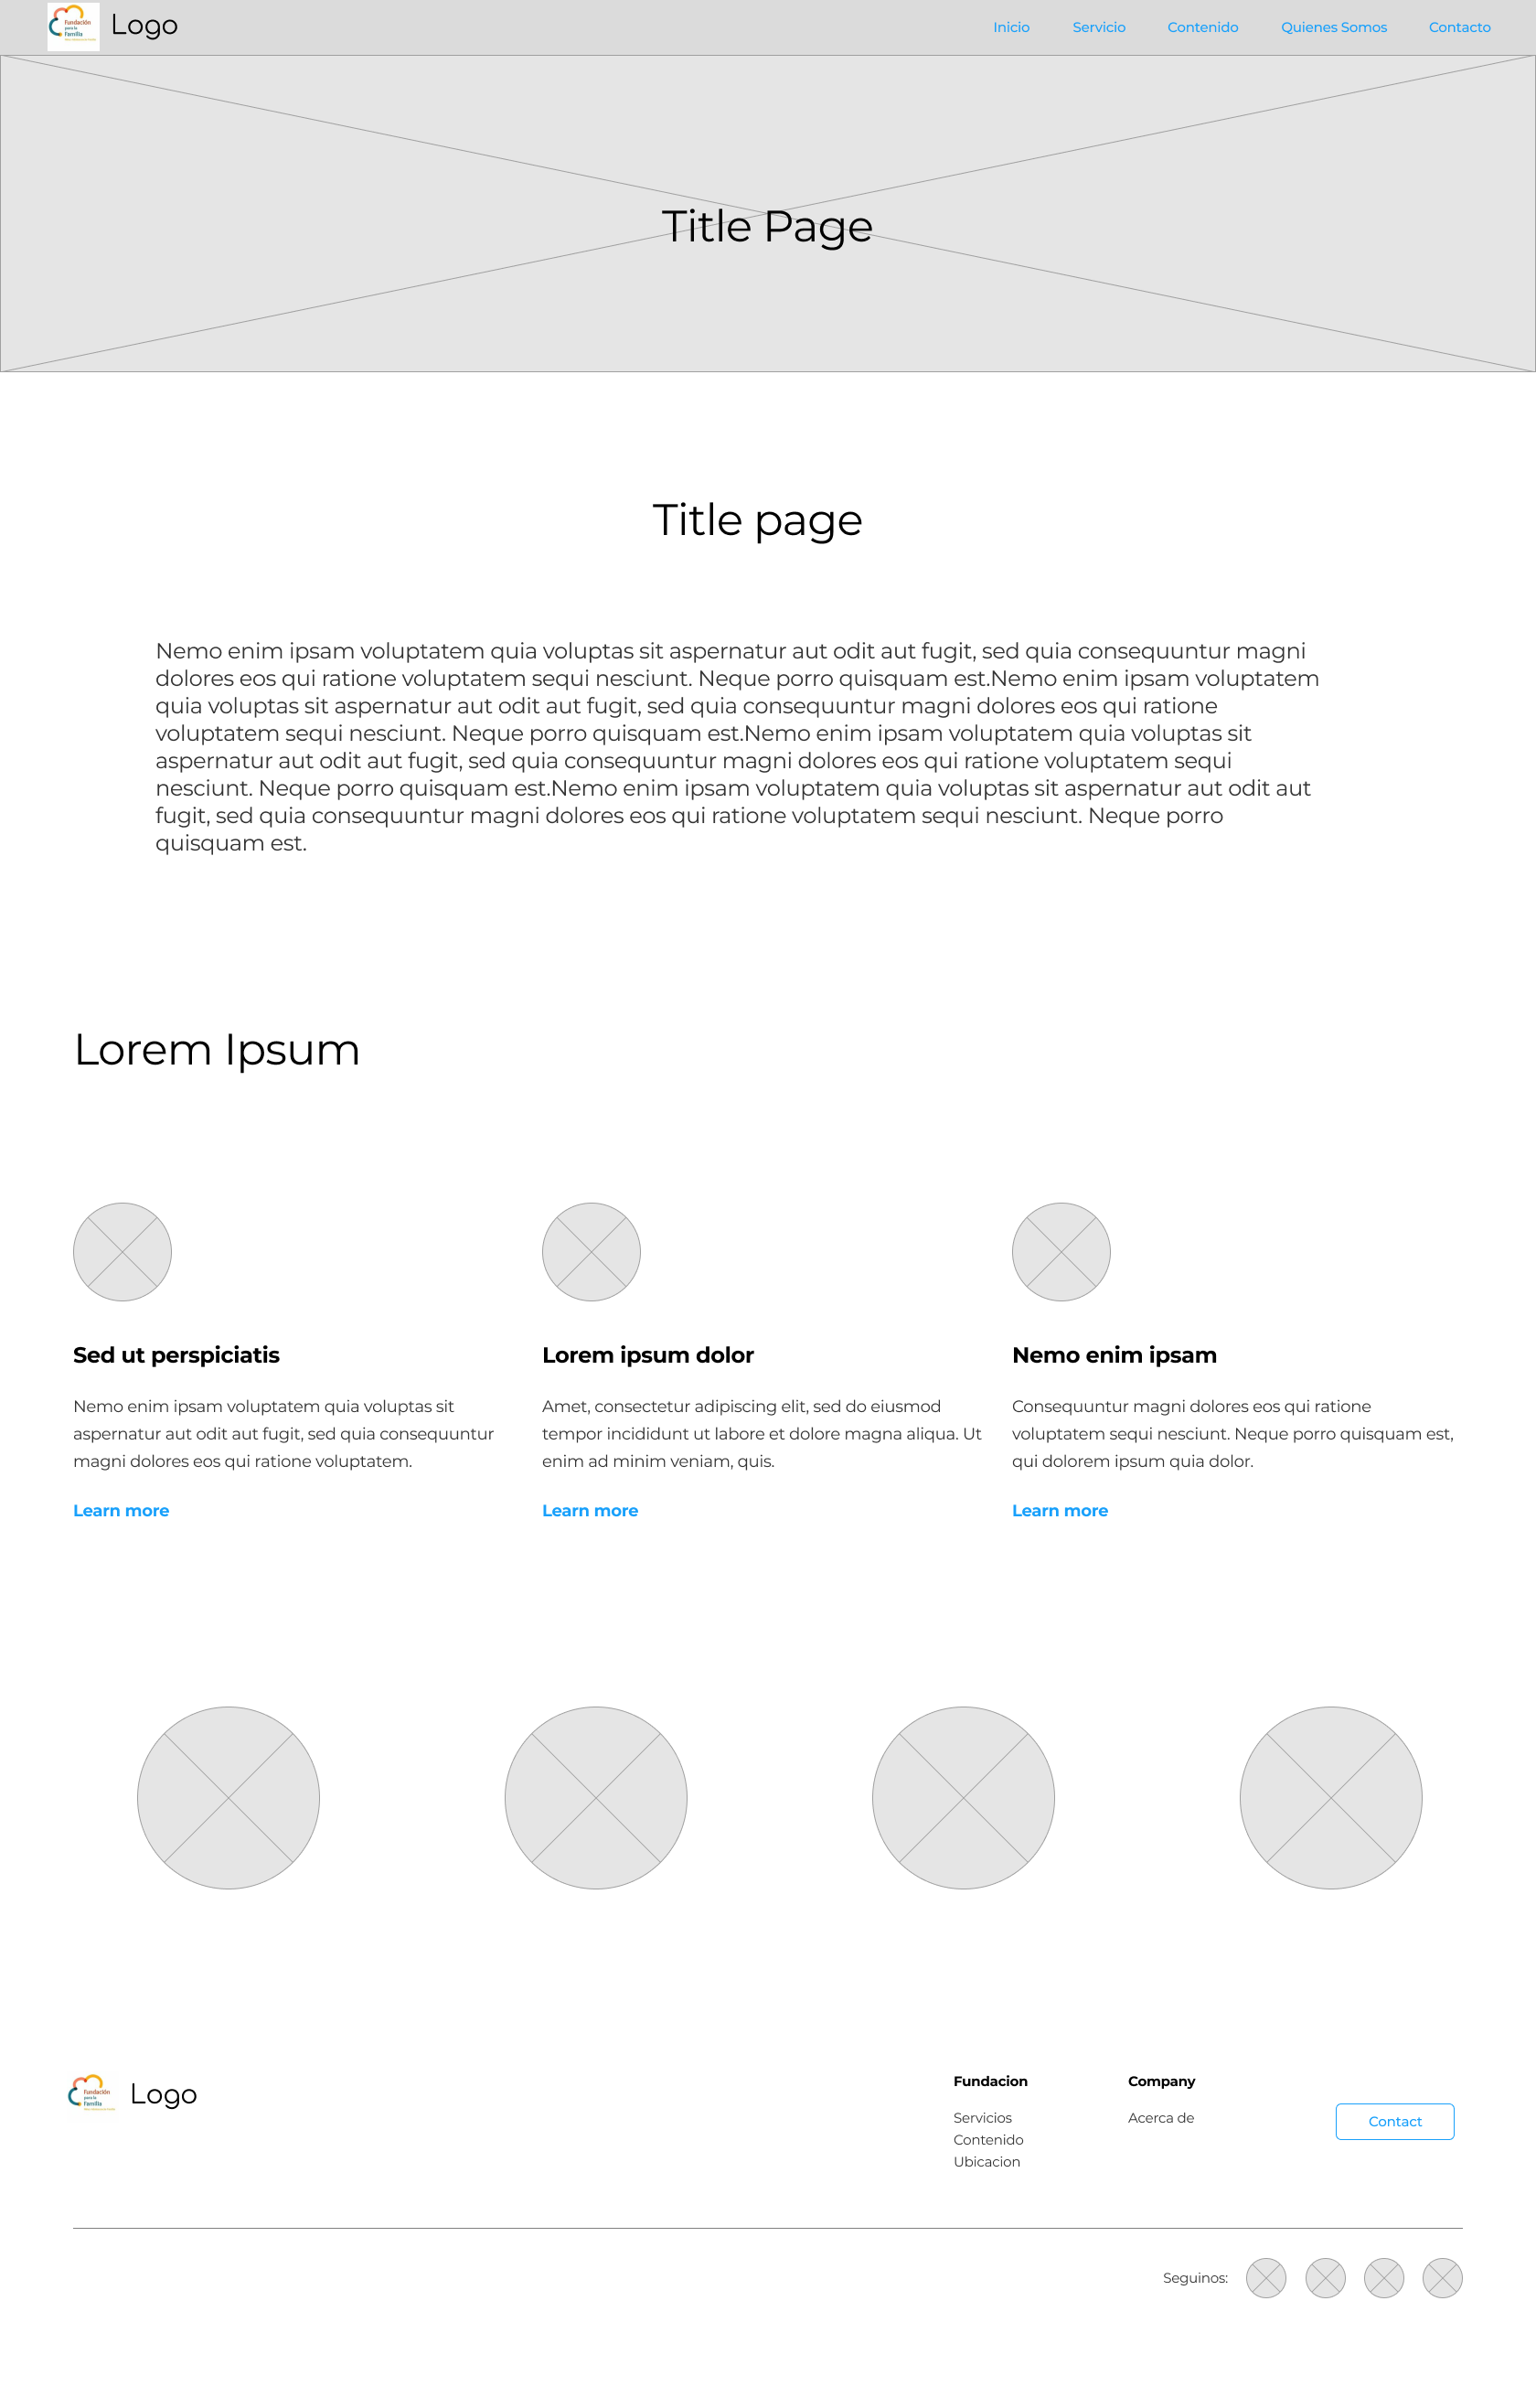 Fundación
para la
Familia
Logo
Inicio Servicio Contenido Quienes Somos Contacto
Title Page
Title page
Nemo enim ipsam voluptatem quia voluptas sit aspernatur aut odit aut fugit, sed quia consequuntur magni
dolores eos qui ratione voluptatem sequi nesciunt. Neque porro quisquam est.Nemo enim ipsam voluptatem
quia voluptas sit aspernatur aut odit aut fugit, sed quia consequuntur magni dolores eos qui ratione
voluptatem sequi nesciunt. Neque porro quisquam est.Nemo enim ipsam voluptatem quia voluptas sit
aspernatur aut odit aut fugit, sed quia consequuntur magni dolores eos qui ratione voluptatem sequi
nesciunt. Neque porro quisquam est.Nemo enim ipsam voluptatem quia voluptas sit aspernatur aut odit aut
fugit, sed quia consequuntur magni dolores eos qui ratione voluptatem sequi nesciunt. Neque porro
quisquam est.
Lorem Ipsum
Sed ut perspiciatis
Nemo enim ipsam voluptatem quia voluptas sit
aspernatur aut odit aut fugit, sed quia consequuntur
magni dolores eos qui ratione voluptatem.
Learn more
Lorem ipsum dolor
Amet, consectetur adipiscing elit, sed do eiusmod
tempor incididunt ut labore et dolore magna aliqua. Ut
enim ad minim veniam, quis.
Learn more
Nemo enim ipsam
Consequuntur magni dolores eos qui ratione
voluptatem sequi nesciunt. Neque porro quisquam est,
qui dolorem ipsum quia dolor.
Learn more
Fundación
para la
Familia
Logo
Fundacion
Servicios
Contenido
Ubicacion
Company
Acerca de
Contact
Seguinos: